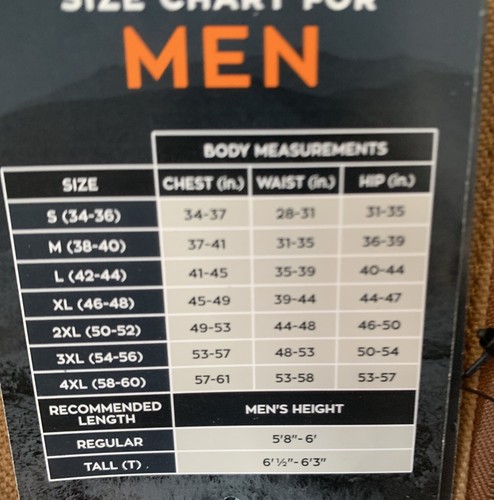 SIZE CHART FOR
MEN
BODY MEASUREMENTS
SIZE CHEST (in.) WAIST (in.) HIP (in.)
S (34-36) 34-37 28-31 31-35
M (38-40) 37-41 31-35 36-39
L (42-44) 41-45 35-39 40-44
XL (46-48) 45-49 39-44 44-47
2XL (50-52) 49-53 44-48 46-50
3XL (54-56) 53-57 48-53 50-54
4XL (58-60) 57-61 53-58 53-57
RECOMMENDED
LENGTH MEN'S HEIGHT
REGULAR 5'8"- 6'
TALL (T) 6'½"- 6'3"